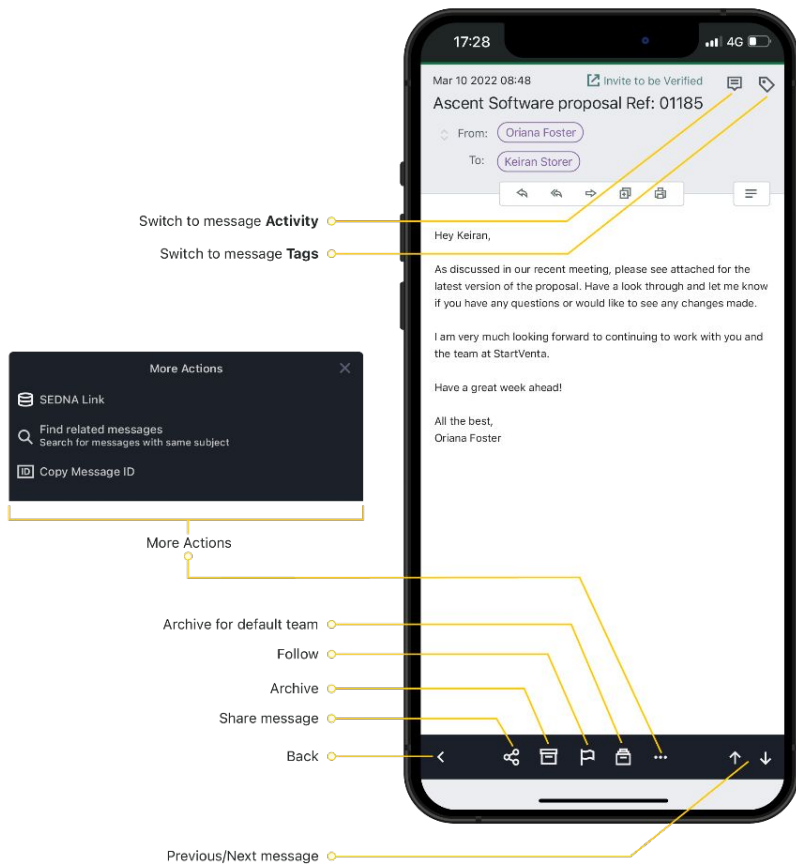 17:28
4G
Mar 10 2022 08:48
Invite to be Verified
Ascent Software proposal Ref: 01185
From: Oriana Foster
To: Keiran Storer
Switch to message Activity
Switch to message Tags
Hey Keiran,
As discussed in our recent meeting, please see attached for the
latest version of the proposal. Have a look through and let me know
if you have any questions or would like to see any changes made.
I am very much looking forward to continuing to work with you and
the team at StartVenta.
Have a great week ahead!
All the best,
Oriana Foster
More Actions
SEDNA Link
Find related messages
Search for messages with same subject
ID Copy Message ID
More Actions
Archive for default team
Follow
Archive
Share message
Back
Previous/Next message